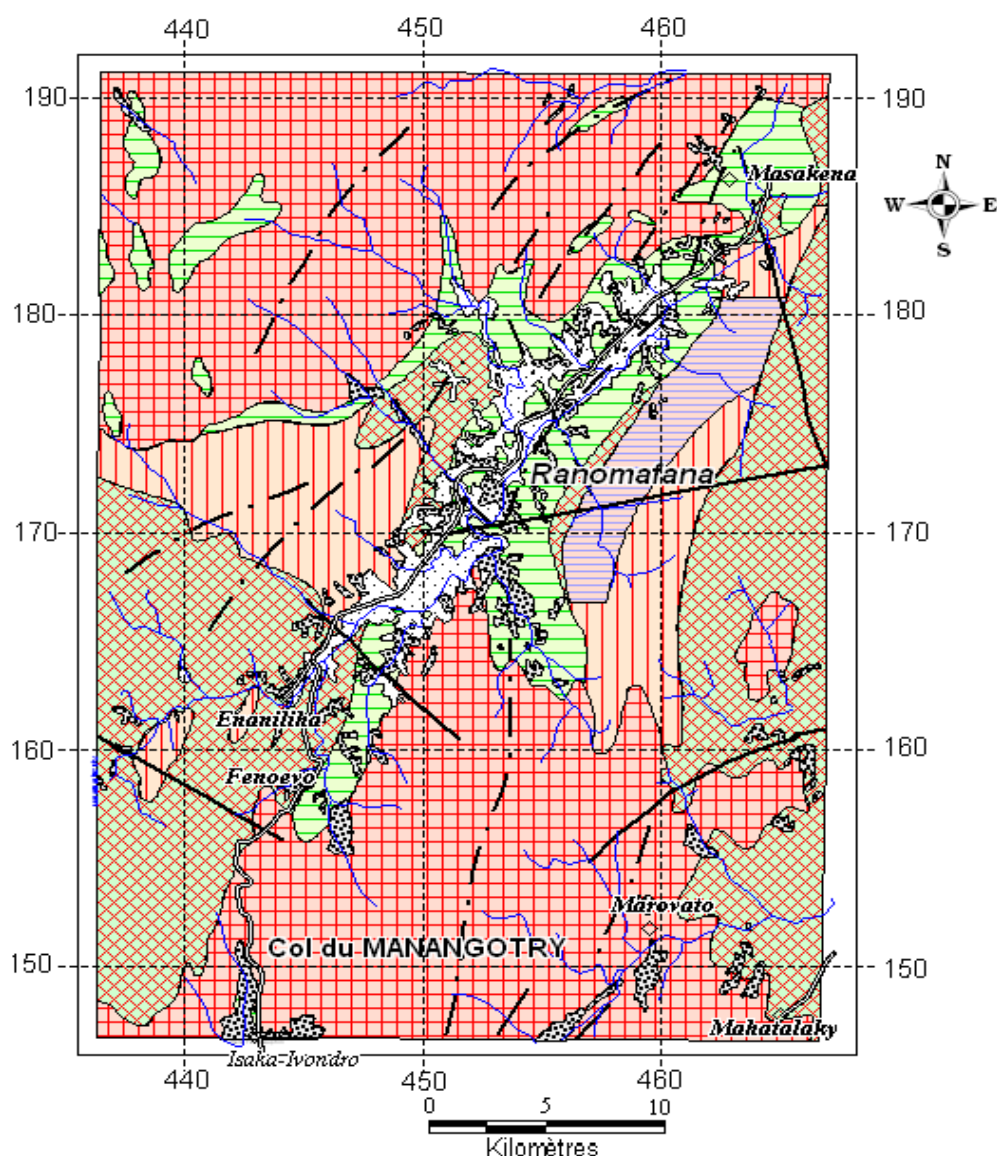 440 450 460
190 190
N
Masakena
W E
S
180 180
Ranomafana
170 170
Enaniliha
160 160
Fenoevo
Marovato
Col du MANANGOTRY
150 150
Mahatalaky
Isaka-Ivondro
440 450 460
0 5 10
Kilomètres